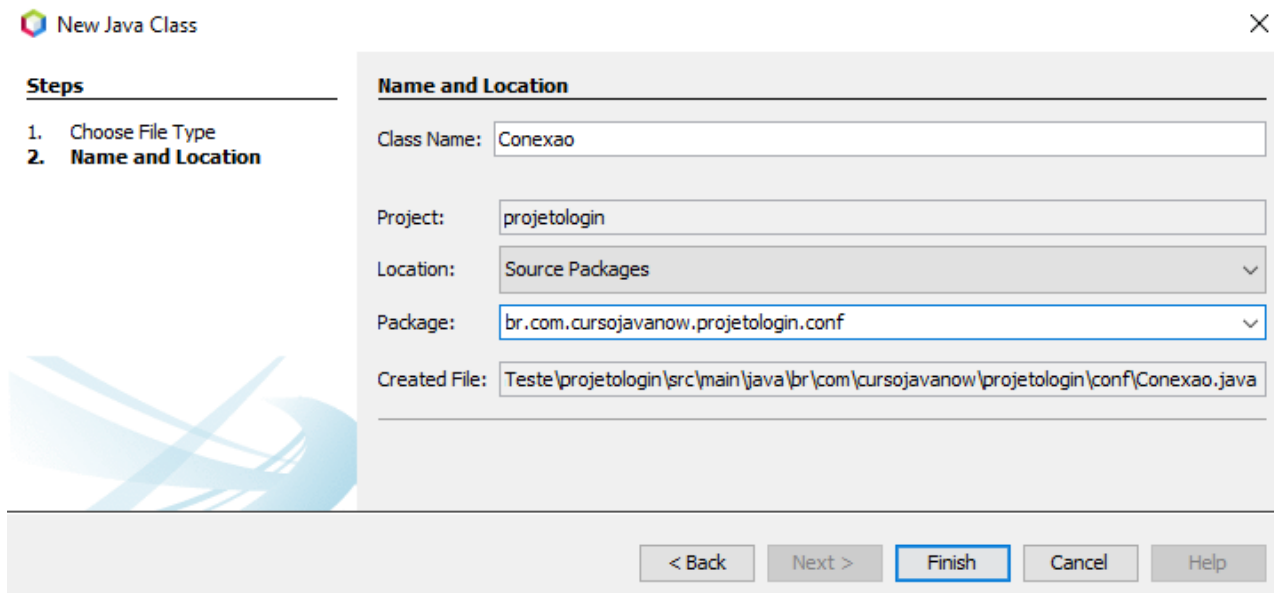 New Java Class
Steps
1. Choose File Type
2. Name and Location
Name and Location
Class Name: Conexao
Project: projetologin
Location: Source Packages
Package: br.com.cursojavanow.projetologin.conf
Created File: Teste\projetologin\src\main\java\br\com\cursojavanow\projetologin\conf\Conexao.java
< Back Next > Finish Cancel Help